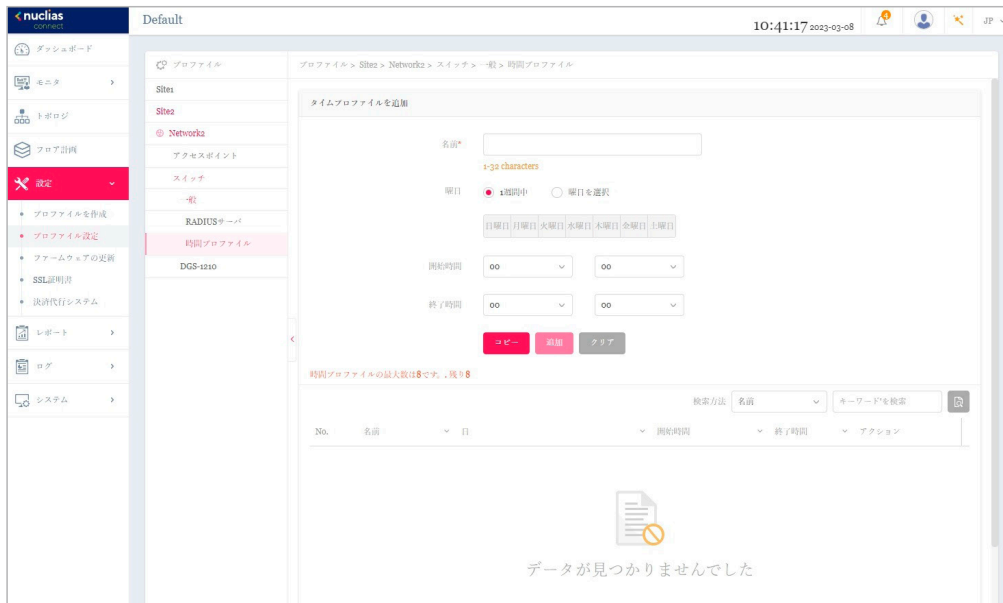 nuclias
connect
Default
10:41:17 2023-03-08
4
JP
ダッシュボード
モニタ
トポロジ
フロア計画
設定
プロファイルを作成
プロファイル設定
ファームウェアの更新
SSL証明書
決済代行システム
レポート
ログ
システム
プロファイル
Site1
Site2
Network2
アクセスポイント
スイッチ
一般
RADIUSサーバ
時間プロファイル
DGS-1210
プロファイル > Site2 > Network2 > スイッチ > 一般 > 時間プロファイル
タイムプロファイルを追加
名前*
1-32 characters
曜日 1週間中 曜日を選択
日曜日 月曜日 火曜日 水曜日 木曜日 金曜日 土曜日
開始時間 00 00
終了時間 00 00
コピー 追加 クリア
時間プロファイルの最大数は8です。, 残り8
検索方法 名前 キーワードを検索
No. 名前 日 開始時間 終了時間 アクション
データが見つかりませんでした